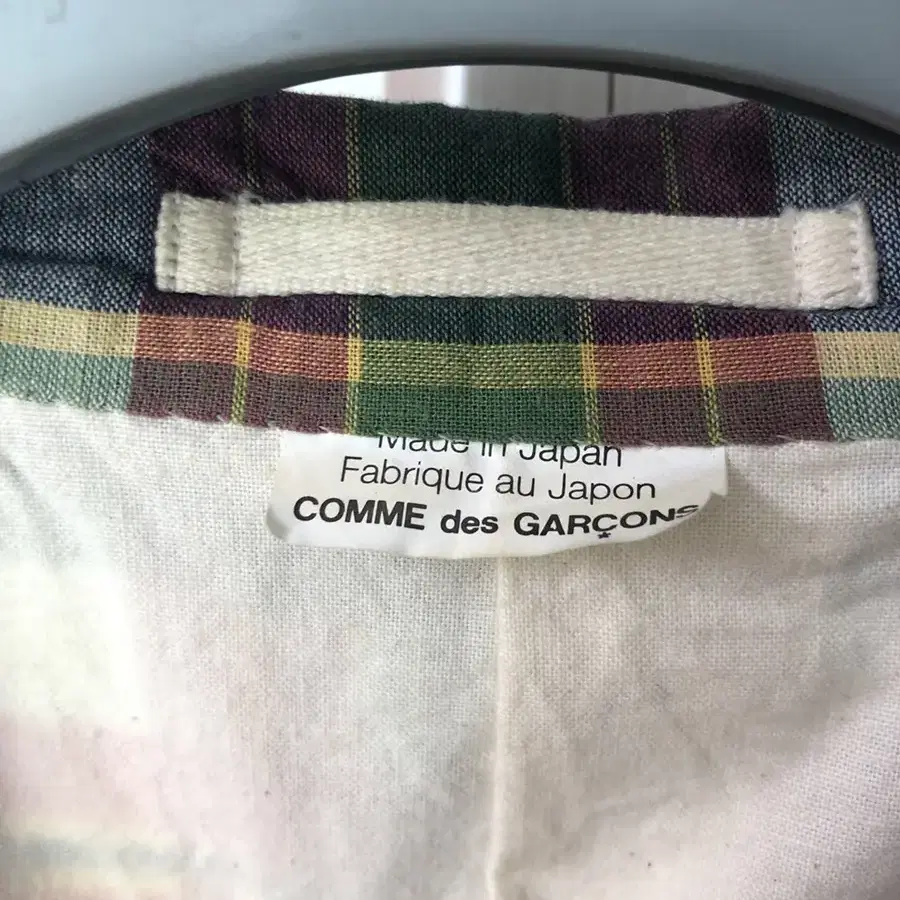 Made in Japan
Fabrique au Japon
COMME des GARÇONS